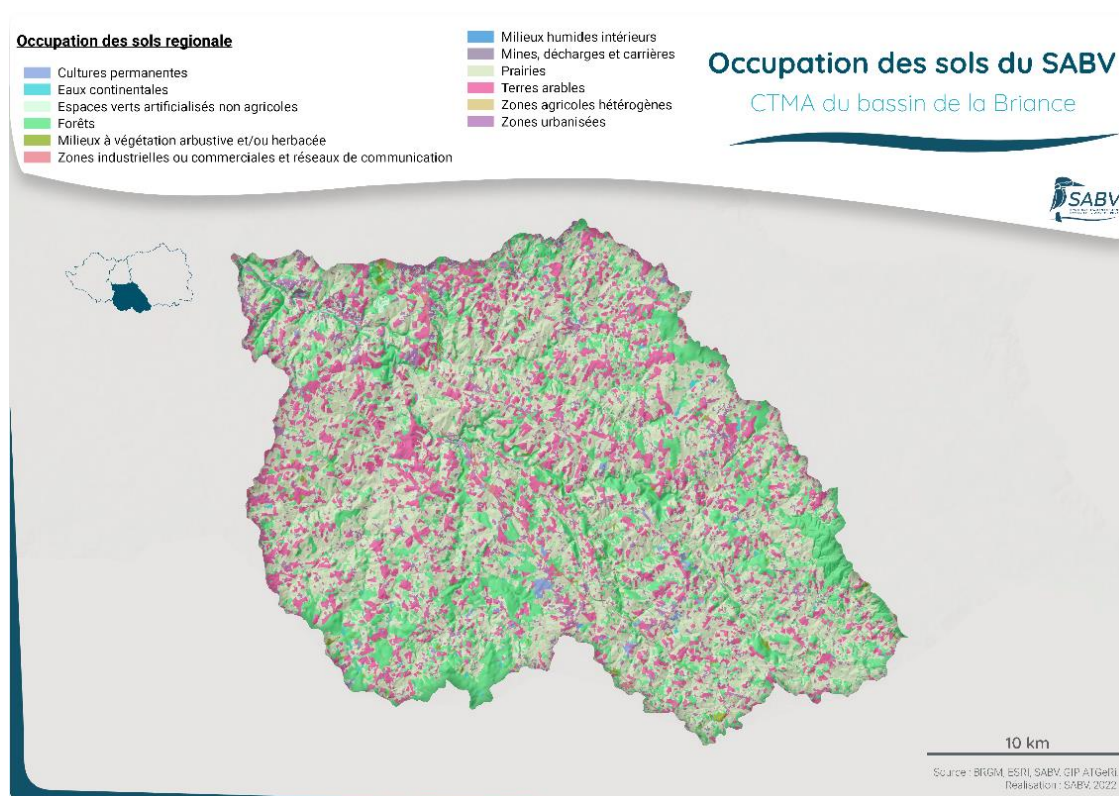 Occupation des sols regionale
Cultures permanentes
Eaux continentales
Espaces verts artificialisés non agricoles
Forêts
Milieux à végétation arbustive et/ou herbacée
Zones industrielles ou commerciales et réseaux de communication
Milieux humides intérieurs
Mines, décharges et carrières
Prairies
Terres arables
Zones agricoles hétérogènes
Zones urbanisées
Occupation des sols du SABV
CTMA du bassin de la Briance
SABV
10 km
Source : BRGM, ESRI, SABV, GIP ATGeRi
Réalisation : SABV, 2022